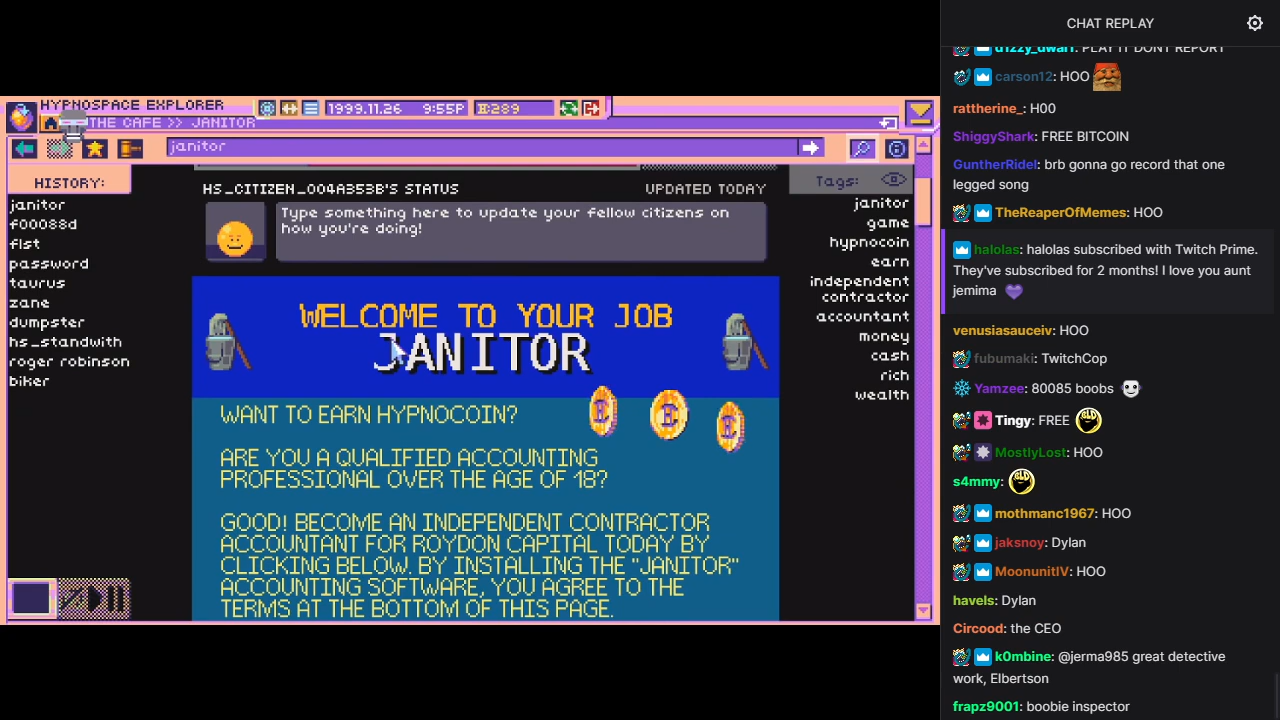 HYPNOSPACE EXPLORER
1999.11.26 9:55P
289
THE CAFE >> JANITOR
janitor
HISTORY:
janitor
f00088d
f1st
password
taurus
zane
dumpster
hs_standwith
roger robinson
biker
HS_CITIZEN_004A353B'S STATUS
UPDATED TODAY
Type something here to update your fellow citizens on
how you're doing!
WELCOME TO YOUR JOB
JANITOR
WANT TO EARN HYPNOCOIN?
ARE YOU A QUALIFIED ACCOUNTING
PROFESSIONAL OVER THE AGE OF 18?
GOOD! BECOME AN INDEPENDENT CONTRACTOR
ACCOUNTANT FOR ROYDON CAPITAL TODAY BY
CLICKING BELOW. BY INSTALLING THE "JANITOR"
ACCOUNTING SOFTWARE, YOU AGREE TO THE
TERMS AT THE BOTTOM OF THIS PAGE.
Tags:
janitor
game
hypnocoin
earn
independent
contractor
accountant
money
cash
rich
wealth
CHAT REPLAY
d1zzy_dwarf: PLAY IT DONT REPORT
carson12: HOO
rattherine_: H00
ShiggyShark: FREE BITCOIN
GuntherRidel: brb gonna go record that one
legged song
TheReaperOfMemes: HOO
halolas: halolas subscribed with Twitch Prime.
They've subscribed for 2 months! I love you aunt
jemima
venusiasauceiv: HOO
fubumaki: TwitchCop
Yamzee: 80085 boobs
Tingy: FREE
MostlyLost: HOO
s4mmy:
mothmanc1967: HOO
jaksnoy: Dylan
MoonunitIV: HOO
havels: Dylan
Circood: the CEO
k0mbine: @jerma985 great detective
work, Elbertson
frapz9001: boobie inspector